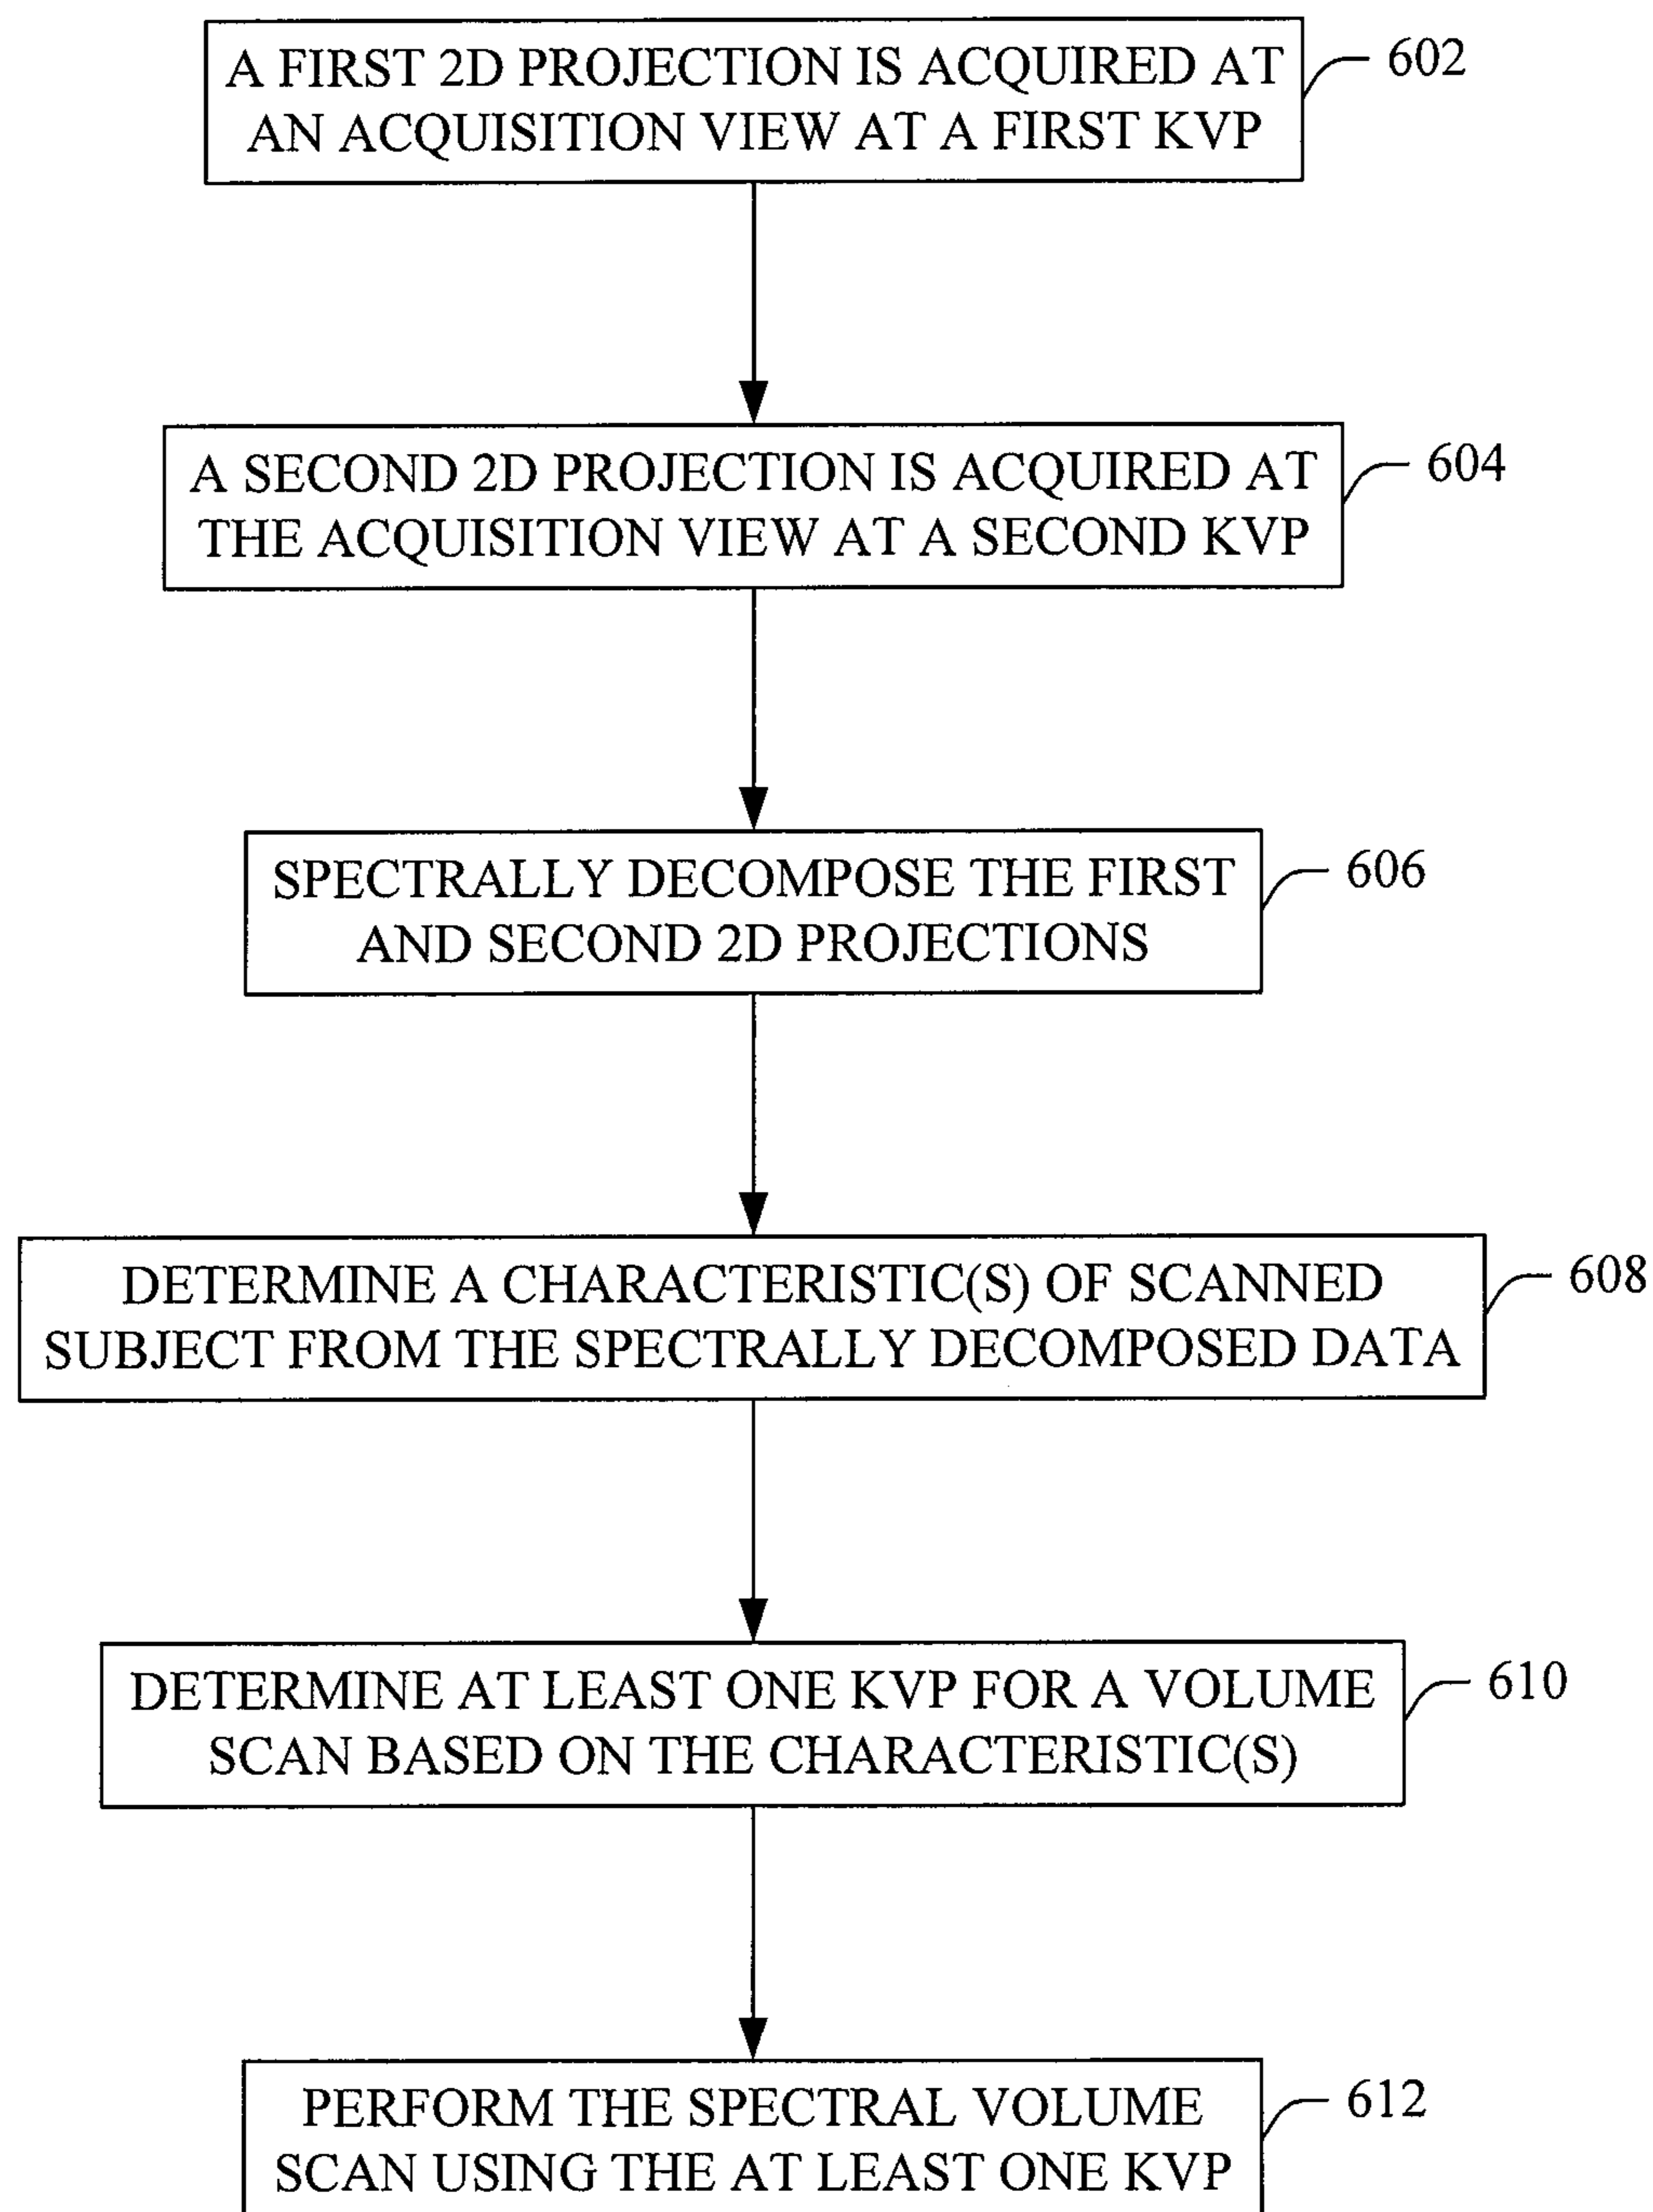 A FIRST 2D PROJECTION IS ACQUIRED AT
AN ACQUISITION VIEW AT A FIRST KVP
602
A SECOND 2D PROJECTION IS ACQUIRED AT
THE ACQUISITION VIEW AT A SECOND KVP
604
SPECTRALLY DECOMPOSE THE FIRST
AND SECOND 2D PROJECTIONS
606
DETERMINE A CHARACTERISTIC(S) OF SCANNED
SUBJECT FROM THE SPECTRALLY DECOMPOSED DATA
608
DETERMINE AT LEAST ONE KVP FOR A VOLUME
SCAN BASED ON THE CHARACTERISTIC(S)
610
PERFORM THE SPECTRAL VOLUME
SCAN USING THE AT LEAST ONE KVP
612